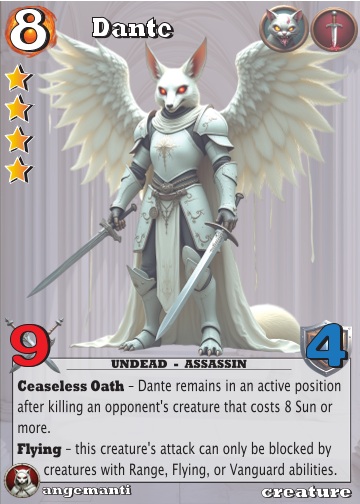 8
Dante
9
4
UNDEAD - ASSASSIN
Ceaseless Oath - Dante remains in an active position
after killing an opponent's creature that costs 8 Sun or
more.
Flying - this creature's attack can only be blocked by
creatures with Range, Flying, or Vanguard abilities.
angemanti
creature